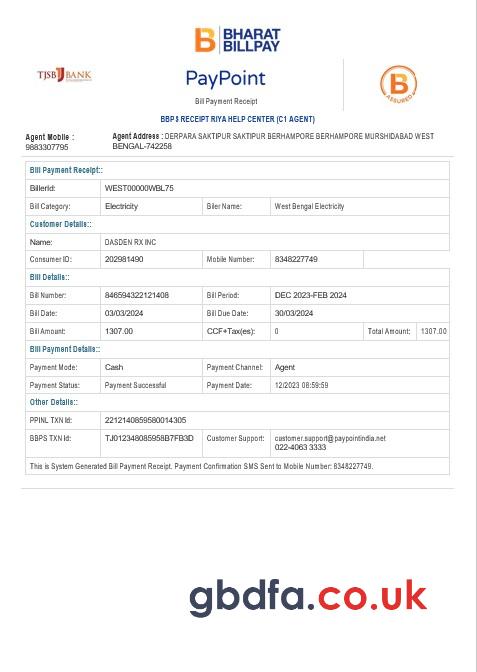 BHARAT
BILLPAY
TJSB BANK
PayPoint
Bill Payment Receipt
B
ASSURED
BBPS RECEIPT RIYA HELP CENTER (C1 AGENT)
Agent Mobile :
9883307795
Agent Address : DERPARA SAKTIPUR SAKTIPUR BERHAMPORE BERHAMPORE MURSHIDABAD WEST
BENGAL-742258
Bill Payment Receipt::
BillerId: WEST00000WBL75
Bill Category: Electricity Biler Name: West Bengal Electricity
Customer Details::
Name: DASDEN RX INC
Consumer ID: 202981490 Mobile Number: 8348227749
Bill Details::
Bill Number: 846594322121408 Bill Period: DEC 2023-FEB 2024
Bill Date: 03/03/2024 Bill Due Date: 30/03/2024
Bill Amount: 1307.00 CCF+Tax(es): 0 Total Amount: 1307.00
Bill Payment Details::
Payment Mode: Cash Payment Channel: Agent
Payment Status: Payment Successful Payment Date: 12/2023 08:59:59
Other Details::
PPINL TXN Id: 2212140859580014305
BBPS TXN Id: TJ012348085958B7FB3D Customer Support: customer.support@paypointindia.net
022-4063 3333
This is System Generated Bill Payment Receipt. Payment Confirmation SMS Sent to Mobile Number: 8348227749.
gbdfa.co.uk